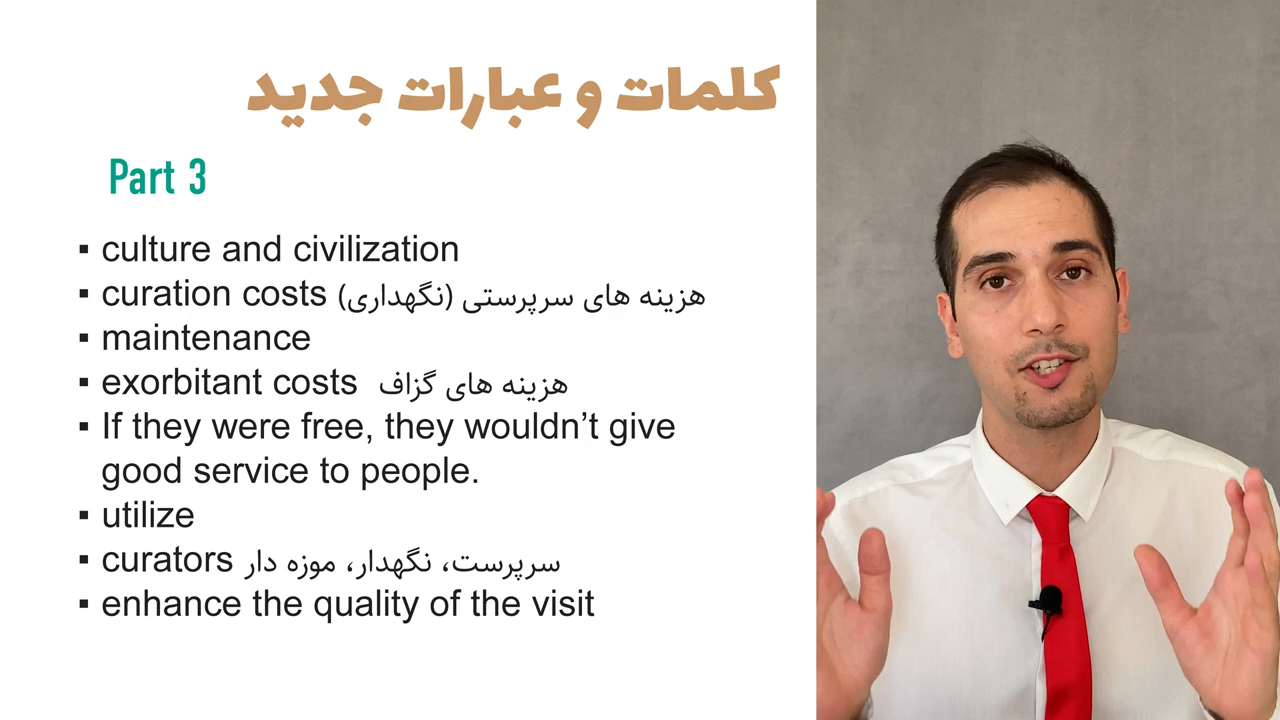 کلمات و عبارات جدید
Part 3
▪ culture and civilization
▪ curation costs هزینه های سرپرستی (نگهداری)
▪ maintenance
▪ exorbitant costs هزینه های گزاف
▪ If they were free, they wouldn’t give
good service to people.
▪ utilize
▪ curators سرپرست، نگهدار، موزه دار
▪ enhance the quality of the visit